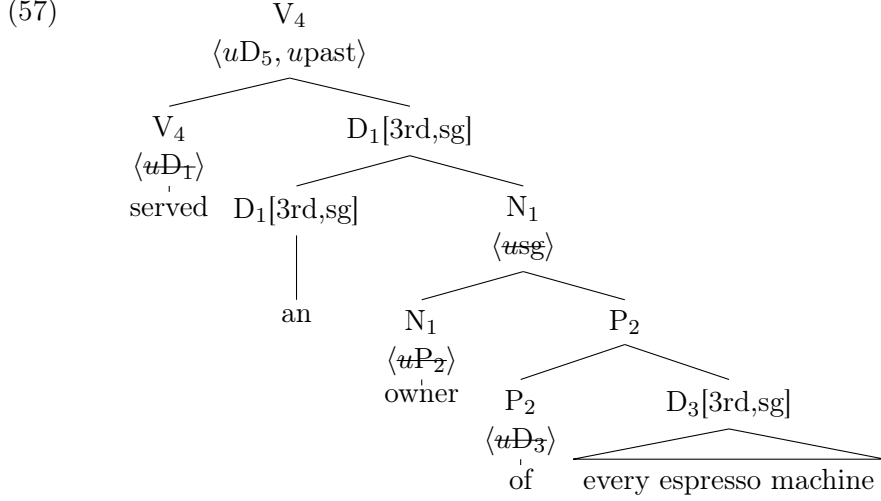 (57)
V₄
⟨uD₅, upast⟩
V₄ D₁[3rd,sg]
⟨uD₁⟩
served D₁[3rd,sg] N₁
⟨usg⟩
an N₁ P₂
⟨uP₂⟩
owner P₂ D₃[3rd,sg]
⟨uD₃⟩
of every espresso machine